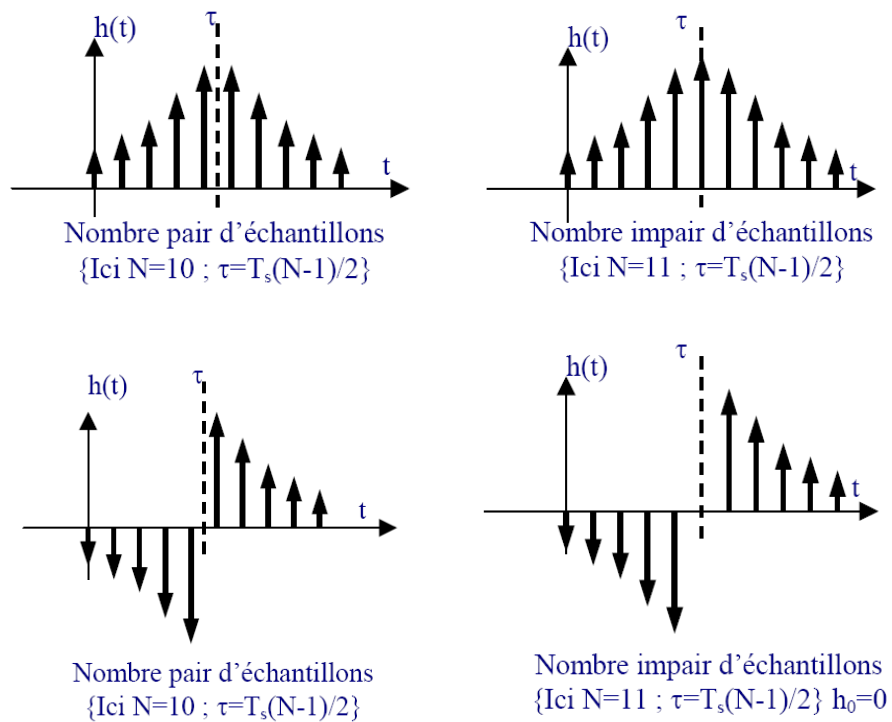 h(t)
τ
t
Nombre pair d'échantillons
{Ici N=10 ; τ=Tₛ(N-1)/2}
h(t)
τ
t
Nombre impair d'échantillons
{Ici N=11 ; τ=Tₛ(N-1)/2}
h(t)
τ
t
Nombre pair d'échantillons
{Ici N=10 ; τ=Tₛ(N-1)/2}
h(t)
τ
t
Nombre impair d'échantillons
{Ici N=11 ; τ=Tₛ(N-1)/2} h₀=0